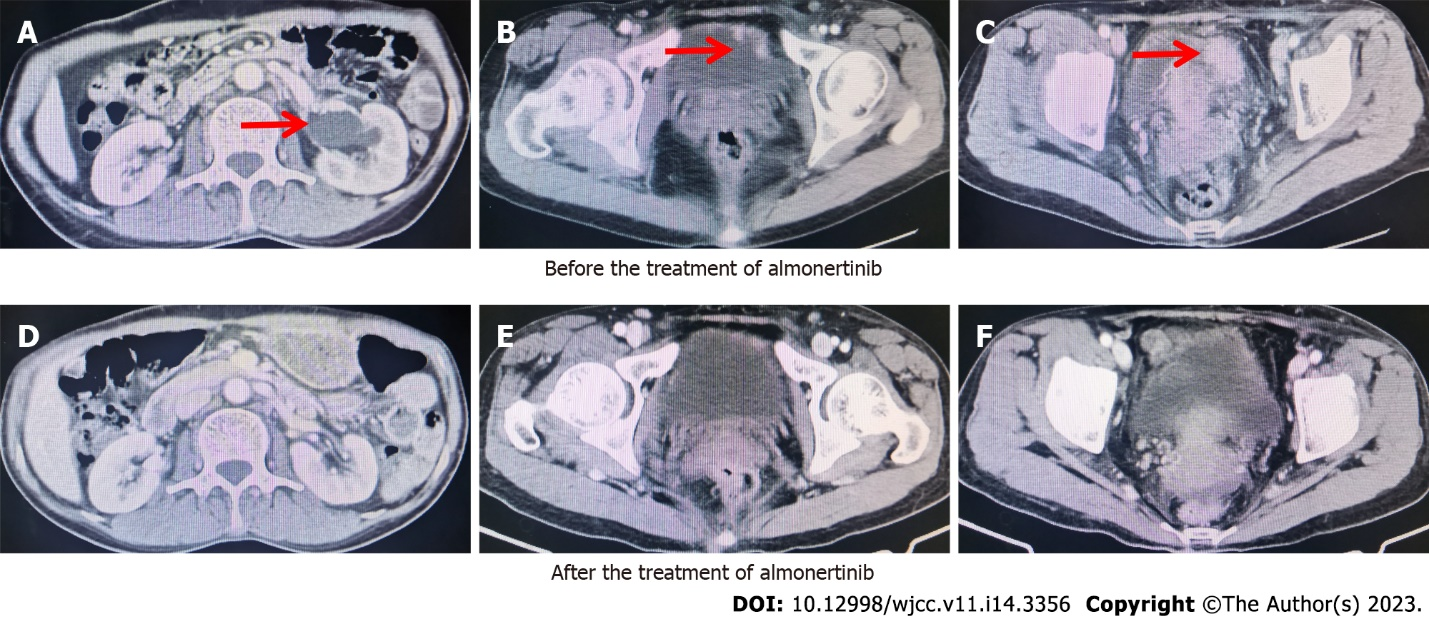 A
B
C
Before the treatment of almonertinib
D
E
F
After the treatment of almonertinib
DOI: 10.12998/wjcc.v11.i14.3356 Copyright ©The Author(s) 2023.